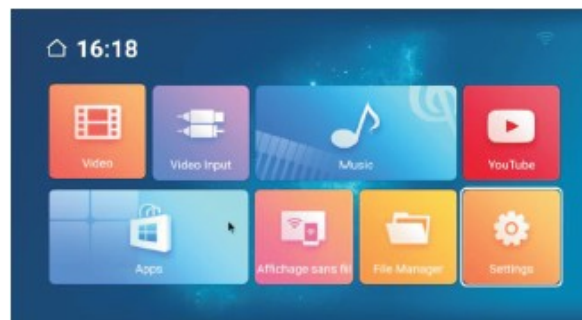 16:18
Video
Video Input
Music
YouTube
Apps
Affichage sans fil
File Manager
Settings